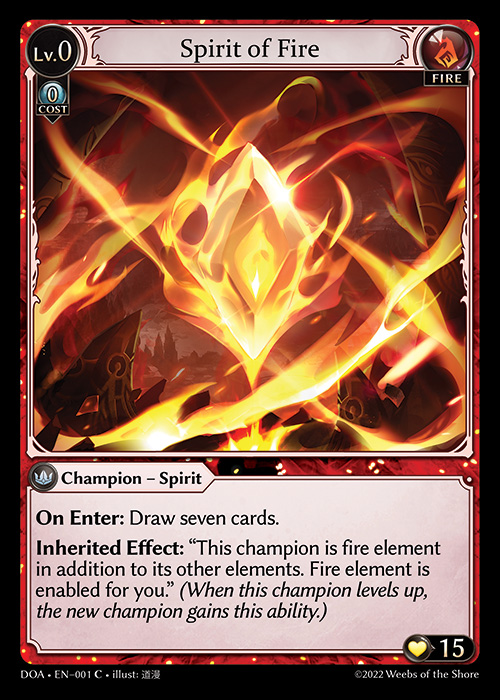 Lv.0
Spirit of Fire
FIRE
0
COST
Champion – Spirit
On Enter: Draw seven cards.
Inherited Effect: “This champion is fire element
in addition to its other elements. Fire element is
enabled for you.” (When this champion levels up,
the new champion gains this ability.)
15
DOA • EN–001 C • illust: 道漫
©2022 Weebs of the Shore